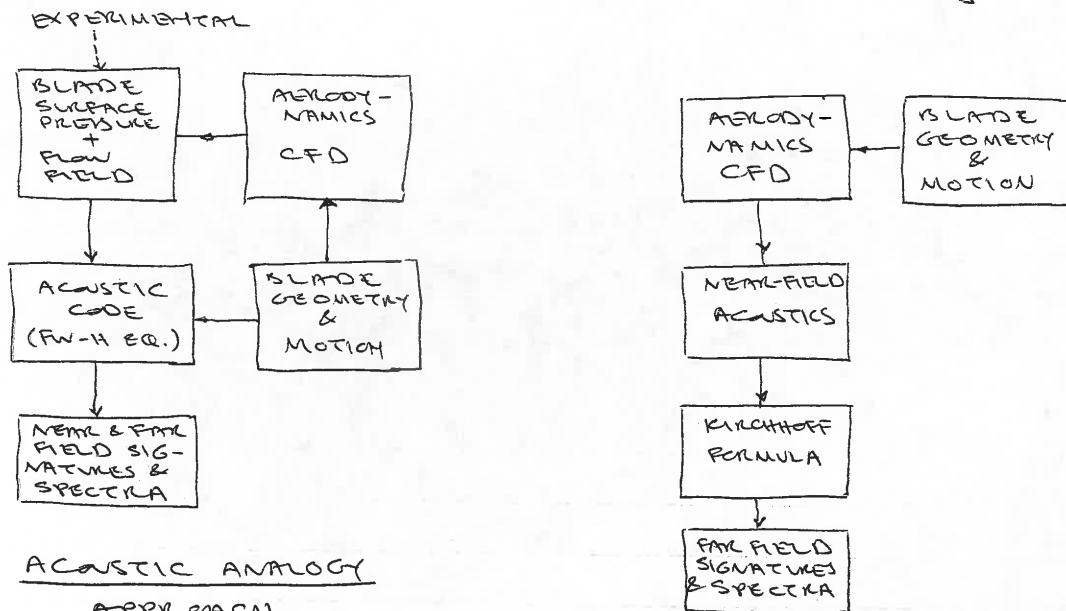 EXPERIMENTAL
BLADE
SURFACE
PRESSURE
+
FLOW
FIELD
AERODY-
NAMICS
CFD
ACOUSTIC
CODE
(FW-H EQ.)
BLADE
GEOMETRY
&
MOTION
NEAR & FAR
FIELD SIG-
NATURES &
SPECTRA
ACOUSTIC ANALOGY
APPROACH
AERODY-
NAMICS
CFD
BLADE
GEOMETRY
&
MOTION
NEAR-FIELD
ACOUSTICS
KIRCHHOFF
FORMULA
FAR FIELD
SIGNATURES
& SPECTRA